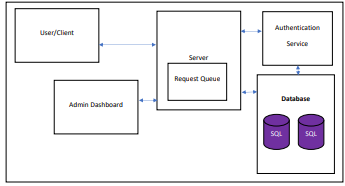 User/Client
Authentication
Service
Server
Request Queue
Admin Dashboard
Database
SQL
SQL